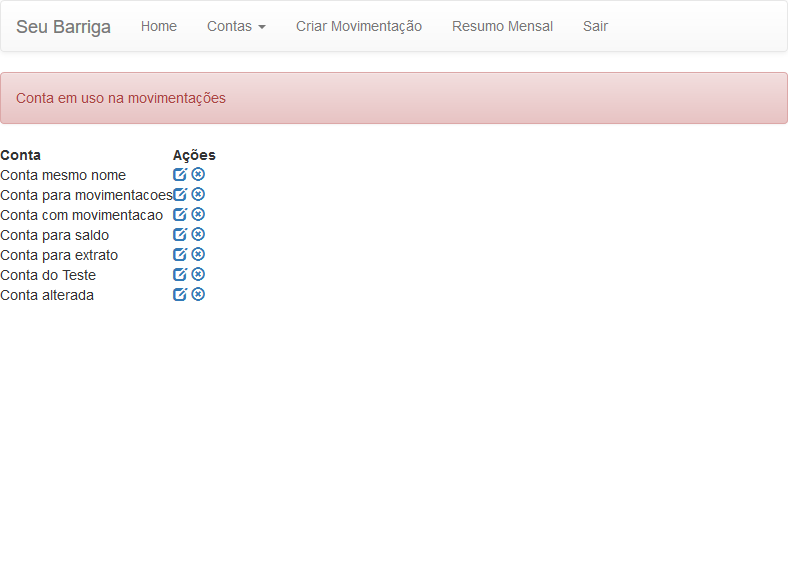 Seu Barriga Home Contas Criar Movimentação Resumo Mensal Sair
Conta em uso na movimentações
Conta Ações
Conta mesmo nome
Conta para movimentacoes
Conta com movimentacao
Conta para saldo
Conta para extrato
Conta do Teste
Conta alterada